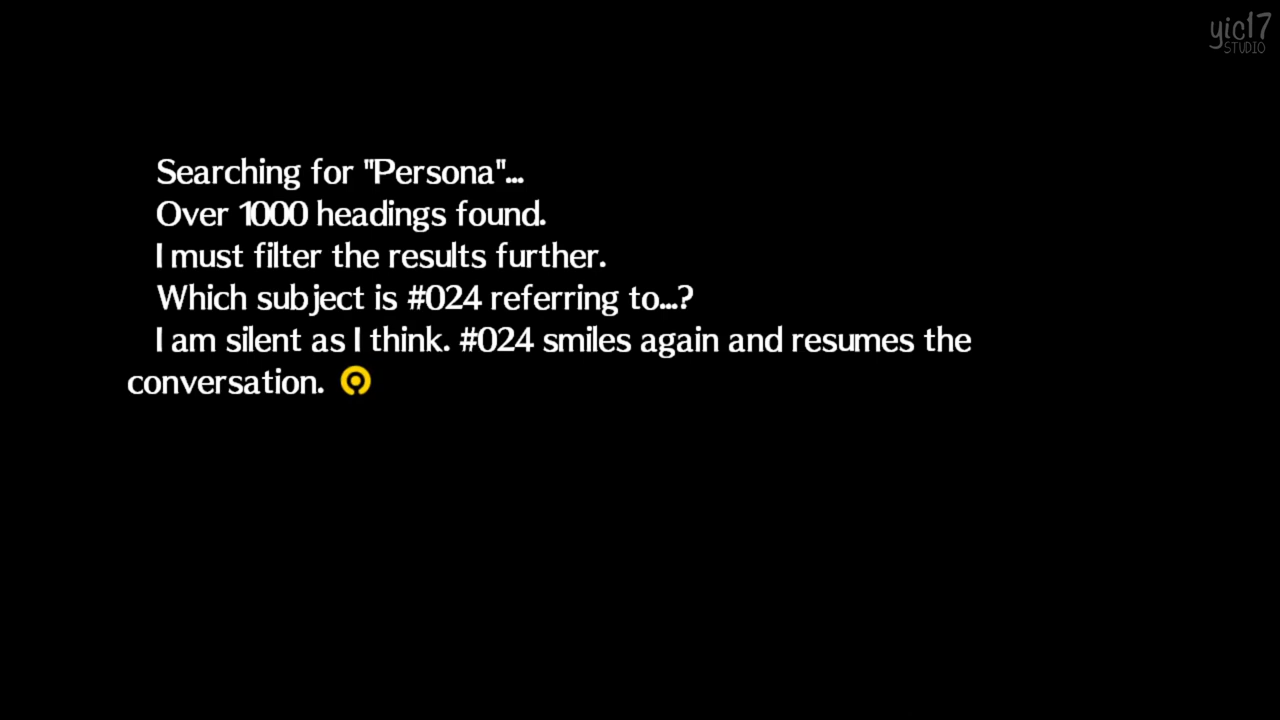 yic17
STUDIO
Searching for "Persona"...
Over 1000 headings found.
I must filter the results further.
Which subject is #024 referring to...?
I am silent as I think. #024 smiles again and resumes the
conversation.